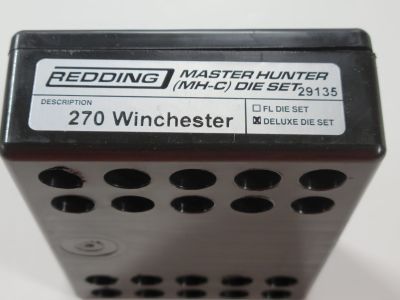 REDDING MASTER HUNTER
(MH-C) DIE SET 29135
DESCRIPTION
270 Winchester
FL DIE SET
DELUXE DIE SET